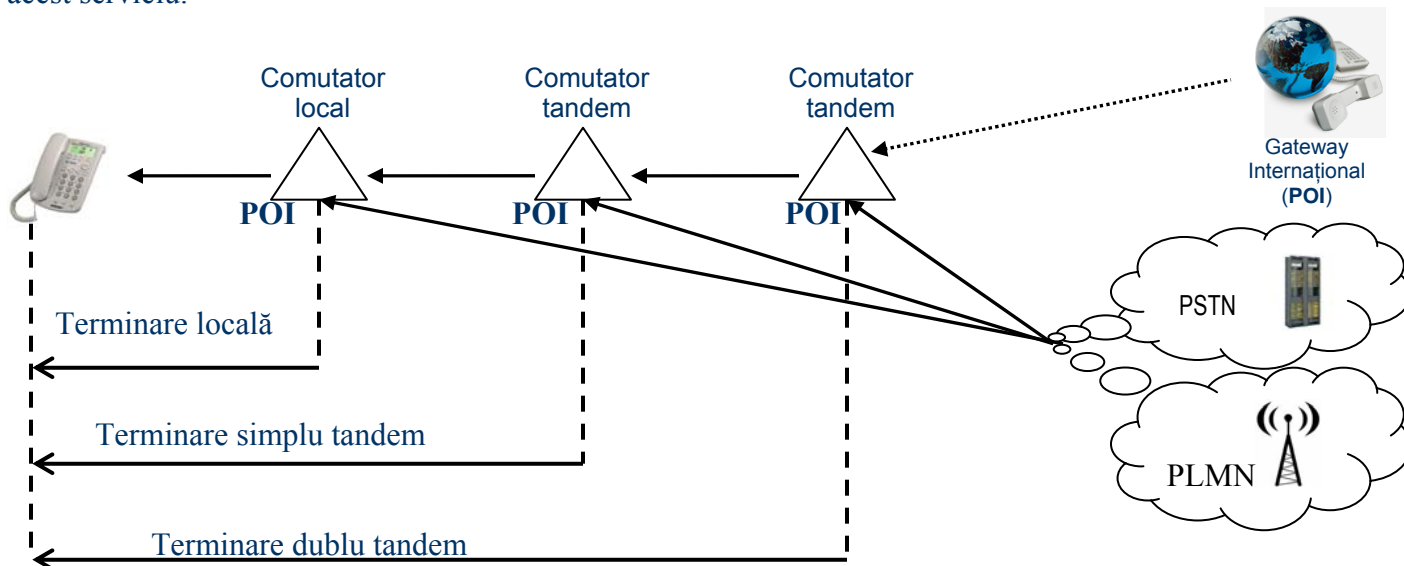 acest serviciu.
Comutator
local
Comutator
tandem
Comutator
tandem
Gateway
Internațional
(POI)
POI
POI
POI
PSTN
Terminare locală
Terminare simplu tandem
PLMN
Terminare dublu tandem